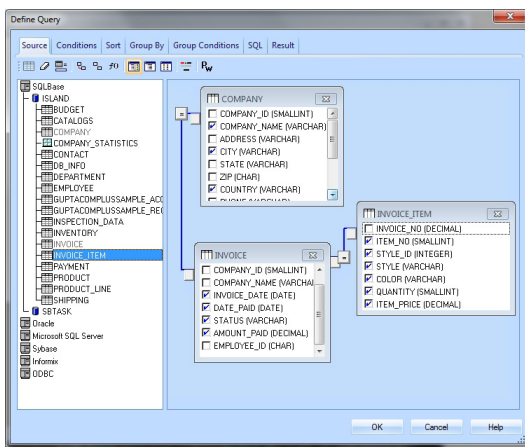 Define Query
Source Conditions Sort Group By Group Conditions SQL Result
f() Pw
SQLBase
ISLAND
BUDGET
CATALOGS
COMPANY
COMPANY_STATISTICS
CONTACT
DB_INFO
DEPARTMENT
EMPLOYEE
GUPTACOMPLUSSAMPLE_ACC
GUPTACOMPLUSSAMPLE_REC
INSPECTION_DATA
INVENTORY
INVOICE
INVOICE_ITEM
PAYMENT
PRODUCT
PRODUCT_LINE
SHIPPING
SBTASK
Oracle
Microsoft SQL Server
Sybase
Informix
ODBC
COMPANY
COMPANY_ID (SMALLINT)
COMPANY_NAME (VARCHAR)
ADDRESS (VARCHAR)
CITY (VARCHAR)
STATE (VARCHAR)
ZIP (CHAR)
COUNTRY (VARCHAR)
INVOICE
COMPANY_ID (SMALLINT)
COMPANY_NAME (VARCHAR
INVOICE_DATE (DATE)
DATE_PAID (DATE)
STATUS (VARCHAR)
AMOUNT_PAID (DECIMAL)
EMPLOYEE_ID (CHAR)
INVOICE_ITEM
INVOICE_NO (DECIMAL)
ITEM_NO (SMALLINT)
STYLE_ID (INTEGER)
STYLE (VARCHAR)
COLOR (VARCHAR)
QUANTITY (SMALLINT)
ITEM_PRICE (DECIMAL)
=
=
OK Cancel Help